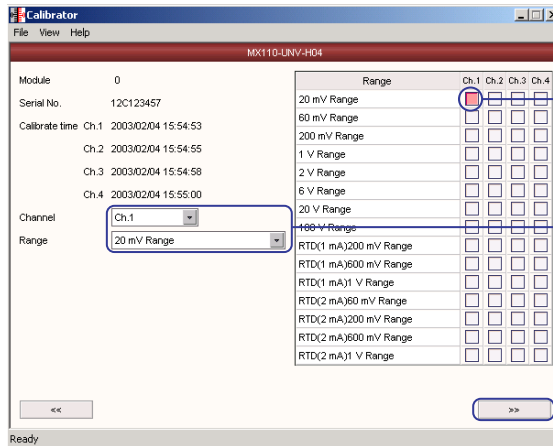 Calibrator
File View Help
MX110-UNV-H04
Module 0
Serial No. 12C123457
Calibrate time Ch.1 2003/02/04 15:54:53
Ch.2 2003/02/04 15:54:55
Ch.3 2003/02/04 15:54:58
Ch.4 2003/02/04 15:55:00
Channel Ch.1
Range 20 mV Range
Range Ch.1 Ch.2 Ch.3 Ch.4
20 mV Range
60 mV Range
200 mV Range
1 V Range
2 V Range
6 V Range
20 V Range
100 V Range
RTD(1 mA)200 mV Range
RTD(1 mA)600 mV Range
RTD(1 mA)1 V Range
RTD(2 mA)60 mV Range
RTD(2 mA)200 mV Range
RTD(2 mA)600 mV Range
RTD(2 mA)1 V Range
<< >>
Ready